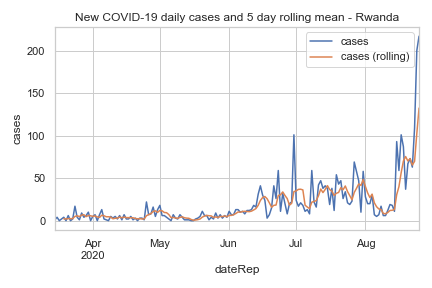 New COVID-19 daily cases and 5 day rolling mean - Rwanda
cases
cases (rolling)
200
150
100
50
0
cases
Apr
2020
May
Jun
Jul
Aug
dateRep